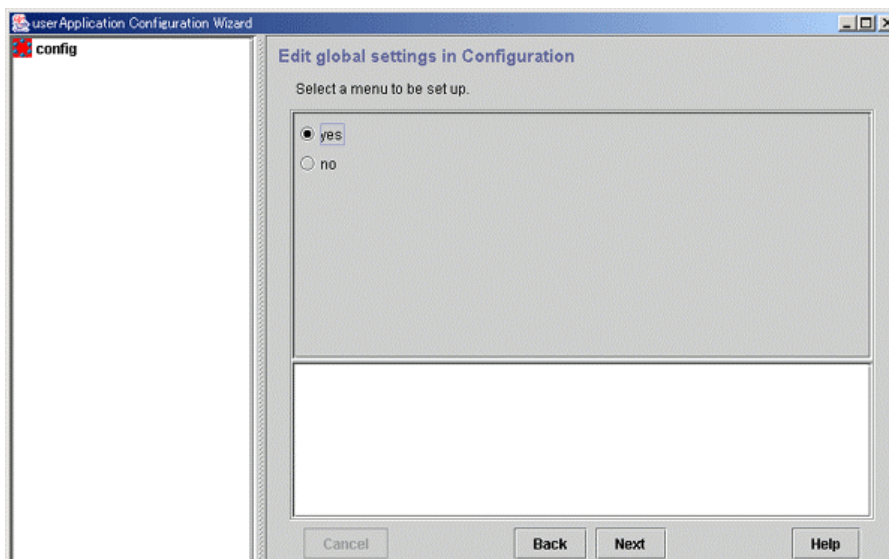 userApplication Configuration Wizard
config
Edit global settings in Configuration
Select a menu to be set up.
yes
no
Cancel
Back
Next
Help